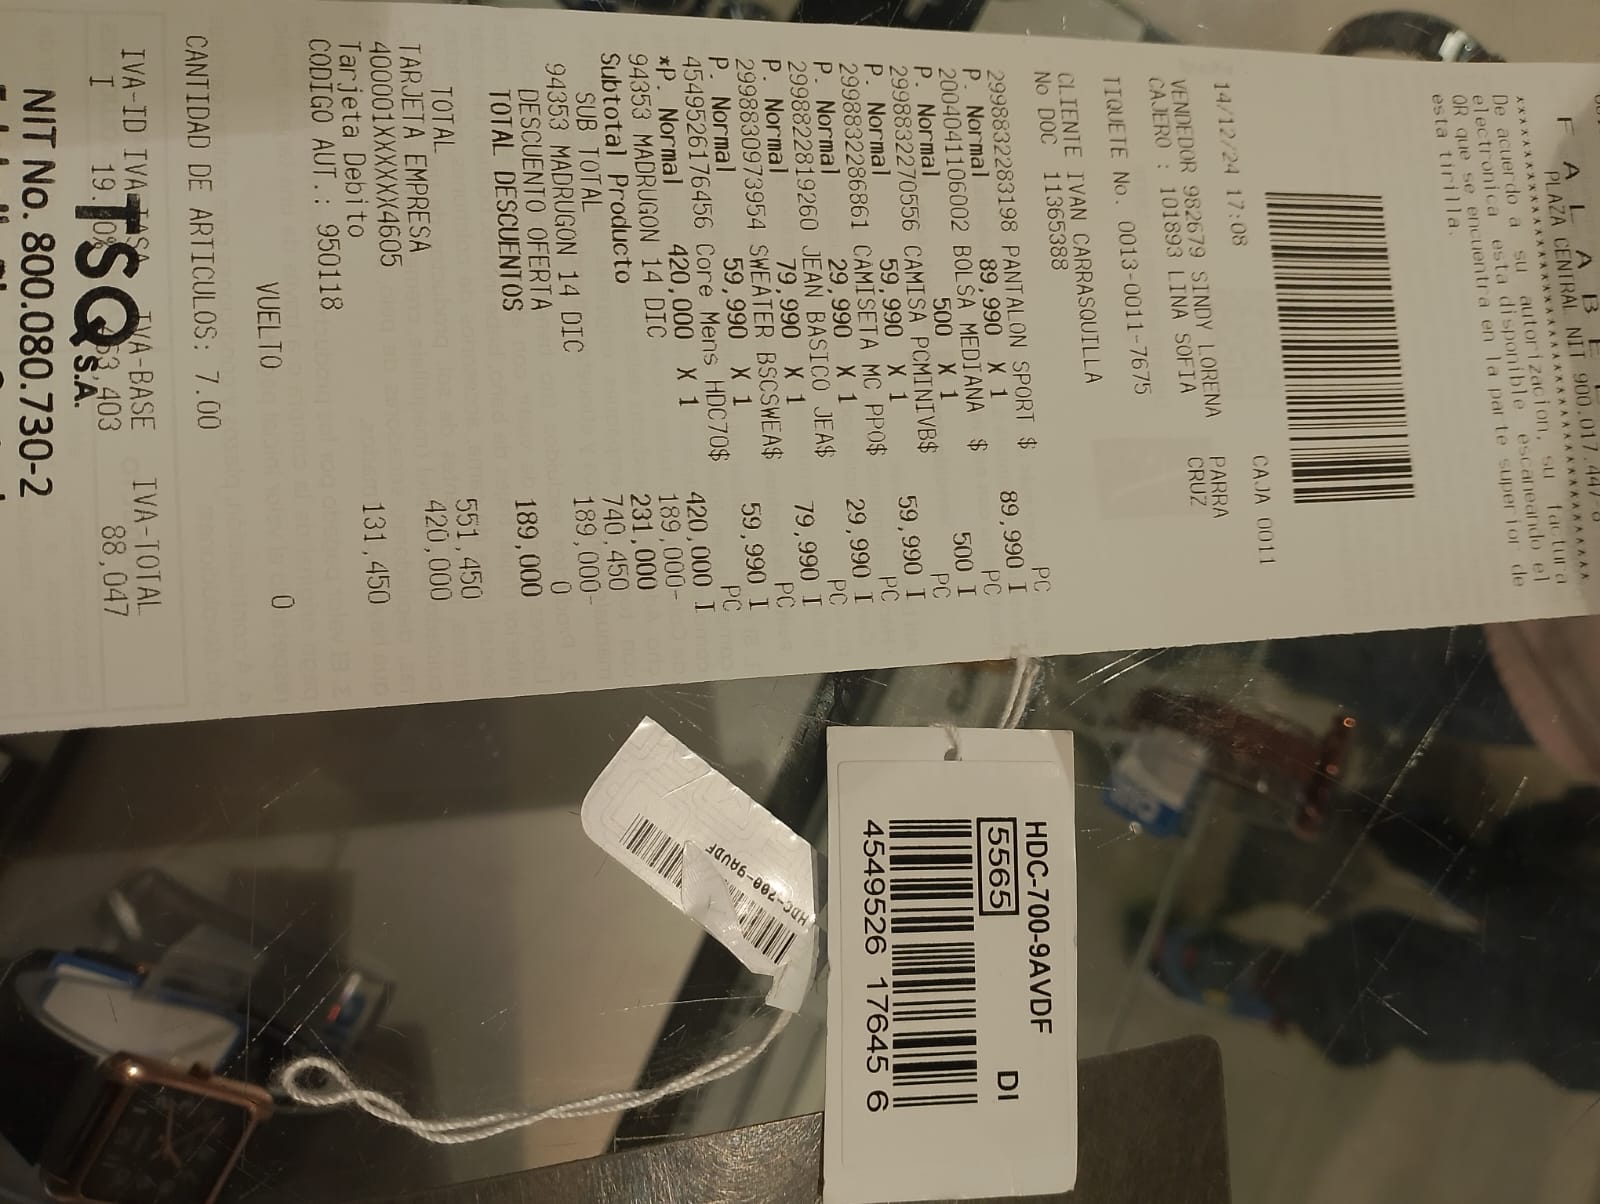 F A L A B E L
PLAZA CENTRAL NIT 900.017.447-8
De acuerdo a su autorizacion, su factura
electronica esta disponible escaneando el
QR que se encuentra en la parte superior de
esta tirilla.
14/12/24 17:08 CAJA 0011
VENDEDOR 982679 SINDY LORENA PARRA
CAJERO : 101893 LINA SOFIA CRUZ
TIQUETE No. 0013-0011-7675
CLIENTE IVAN CARRASQUILLA
No DOC 11365388
PC
2999832283198 PANTALON SPORT $ 89,990 I
P. Normal 89,990 X 1 PC
2004041106002 BOLSA MEDIANA $ 500 I
P. Normal 500 X 1 PC
2999832270556 CAMISA PCMINIVB$ 59,990 I
P. Normal 59,990 X 1 PC
2998832286861 CAMISET A MC PPO$ 29,990 I
P. Normal 29,990 X 1 PC
2999822819260 JEAN BASICO JEA$ 79,990 I
P. Normal 79,990 X 1 PC
2999830973954 SWEATER BSCSWEA$ 59,990 I
P. Normal 59,990 X 1 PC
4549526176456 Core Mens HDC70$ 420,000 I
*P. Normal 420,000 X 1 189,000-
94353 MADRUGON 14 DIC 231,000
Subtotal Producto 740,450
SUB TOTAL 189,000-
94353 MADRUGON 14 DIC 0
DESCUENTO OFERTA 189,000
TOTAL DESCUENTOS
TOTAL 551,450
TARJETA EMPRESA 420,000
400001XXXXXX4605
Tarjeta Debito 131,450
CODIGO AUT.: 950118
VUELTO 0
CANTIDAD DE ARTICULOS: 7.00
IVA-ID IVA-TASA IVA-BASE IVA-TOTAL
I 19. 88,047
TSQ S.A.
NIT No. 800.080.730-2
HDC-700-9AVDF
5565 DI
4549526 17645 6
HDC-700-9AVDF